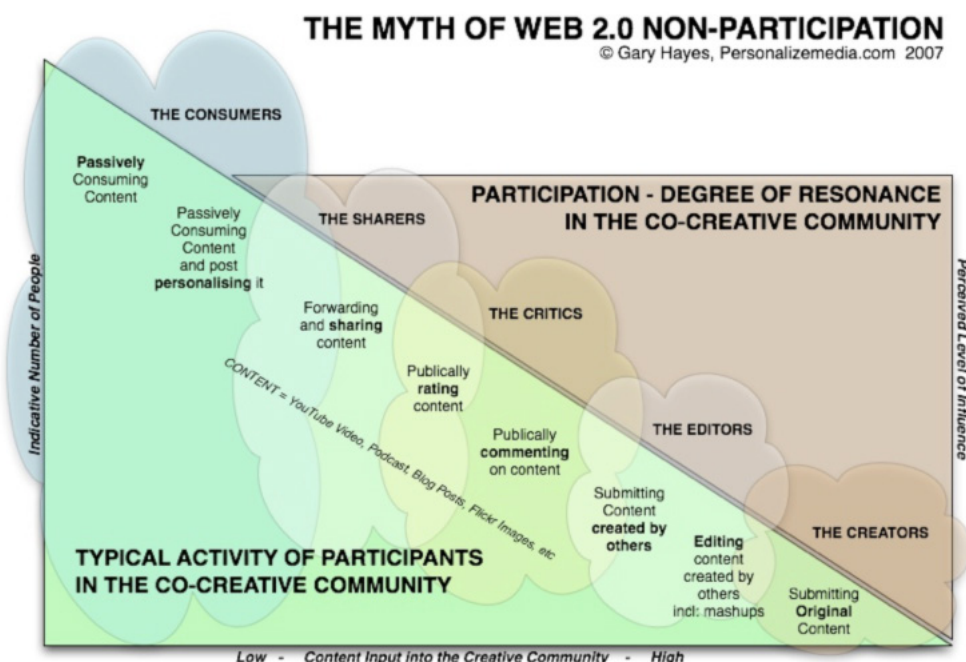 THE MYTH OF WEB 2.0 NON-PARTICIPATION
© Gary Hayes, Personalizemedia.com 2007
THE CONSUMERS
Passively
Consuming
Content
Passively
Consuming
Content
and post
personalising it
PARTICIPATION - DEGREE OF RESONANCE
IN THE CO-CREATIVE COMMUNITY
THE SHARERS
Forwarding
and sharing
content
THE CRITICS
Publically
rating
content
Publically
commenting
on content
THE EDITORS
Submitting
Content
created by
others
Editing
content
created by
others
incl: mashups
THE CREATORS
Submitting
Original
Content
CONTENT = YouTube Video, Podcast, Blog Posts, Flickr Images, etc
TYPICAL ACTIVITY OF PARTICIPANTS
IN THE CO-CREATIVE COMMUNITY
Indicative Number of People
Perceived Level of Influence
Low - Content Input into the Creative Community - High